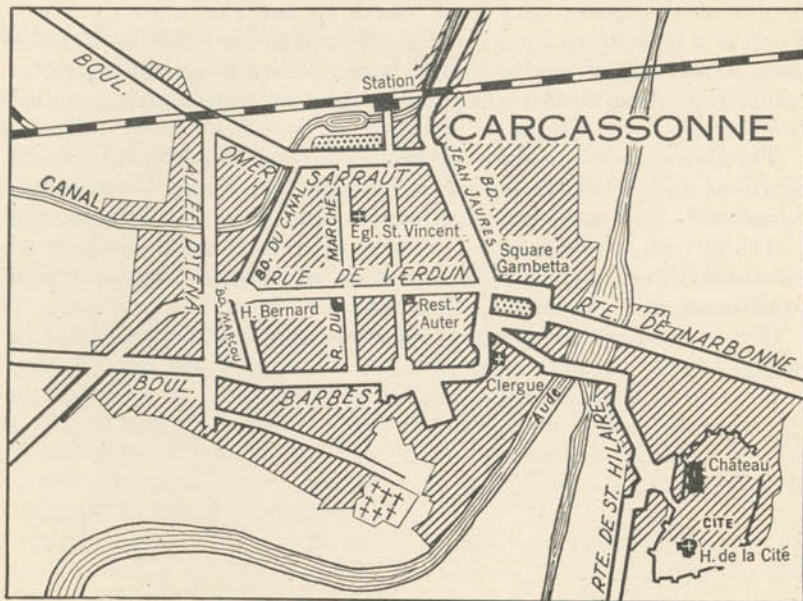 BOUL.
OMER
SARRAUT
Station
CARCASSONNE
CANAL
ALLÉE D'IÉNA
BD. DU CANAL
MARCHÉ
Egl. St. Vincent
BD.
JEAN JAURES
Square
Gambetta
RUE DE VERDUN
H. Bernard
BD. MARCOU
R. DU
Rest.
Auter
RTE. DE NARBONNE
BOUL.
BARBÈS
Clergue
Aude
RTE. DE ST. HILAIRE
Château
CITE
H. de la Cité